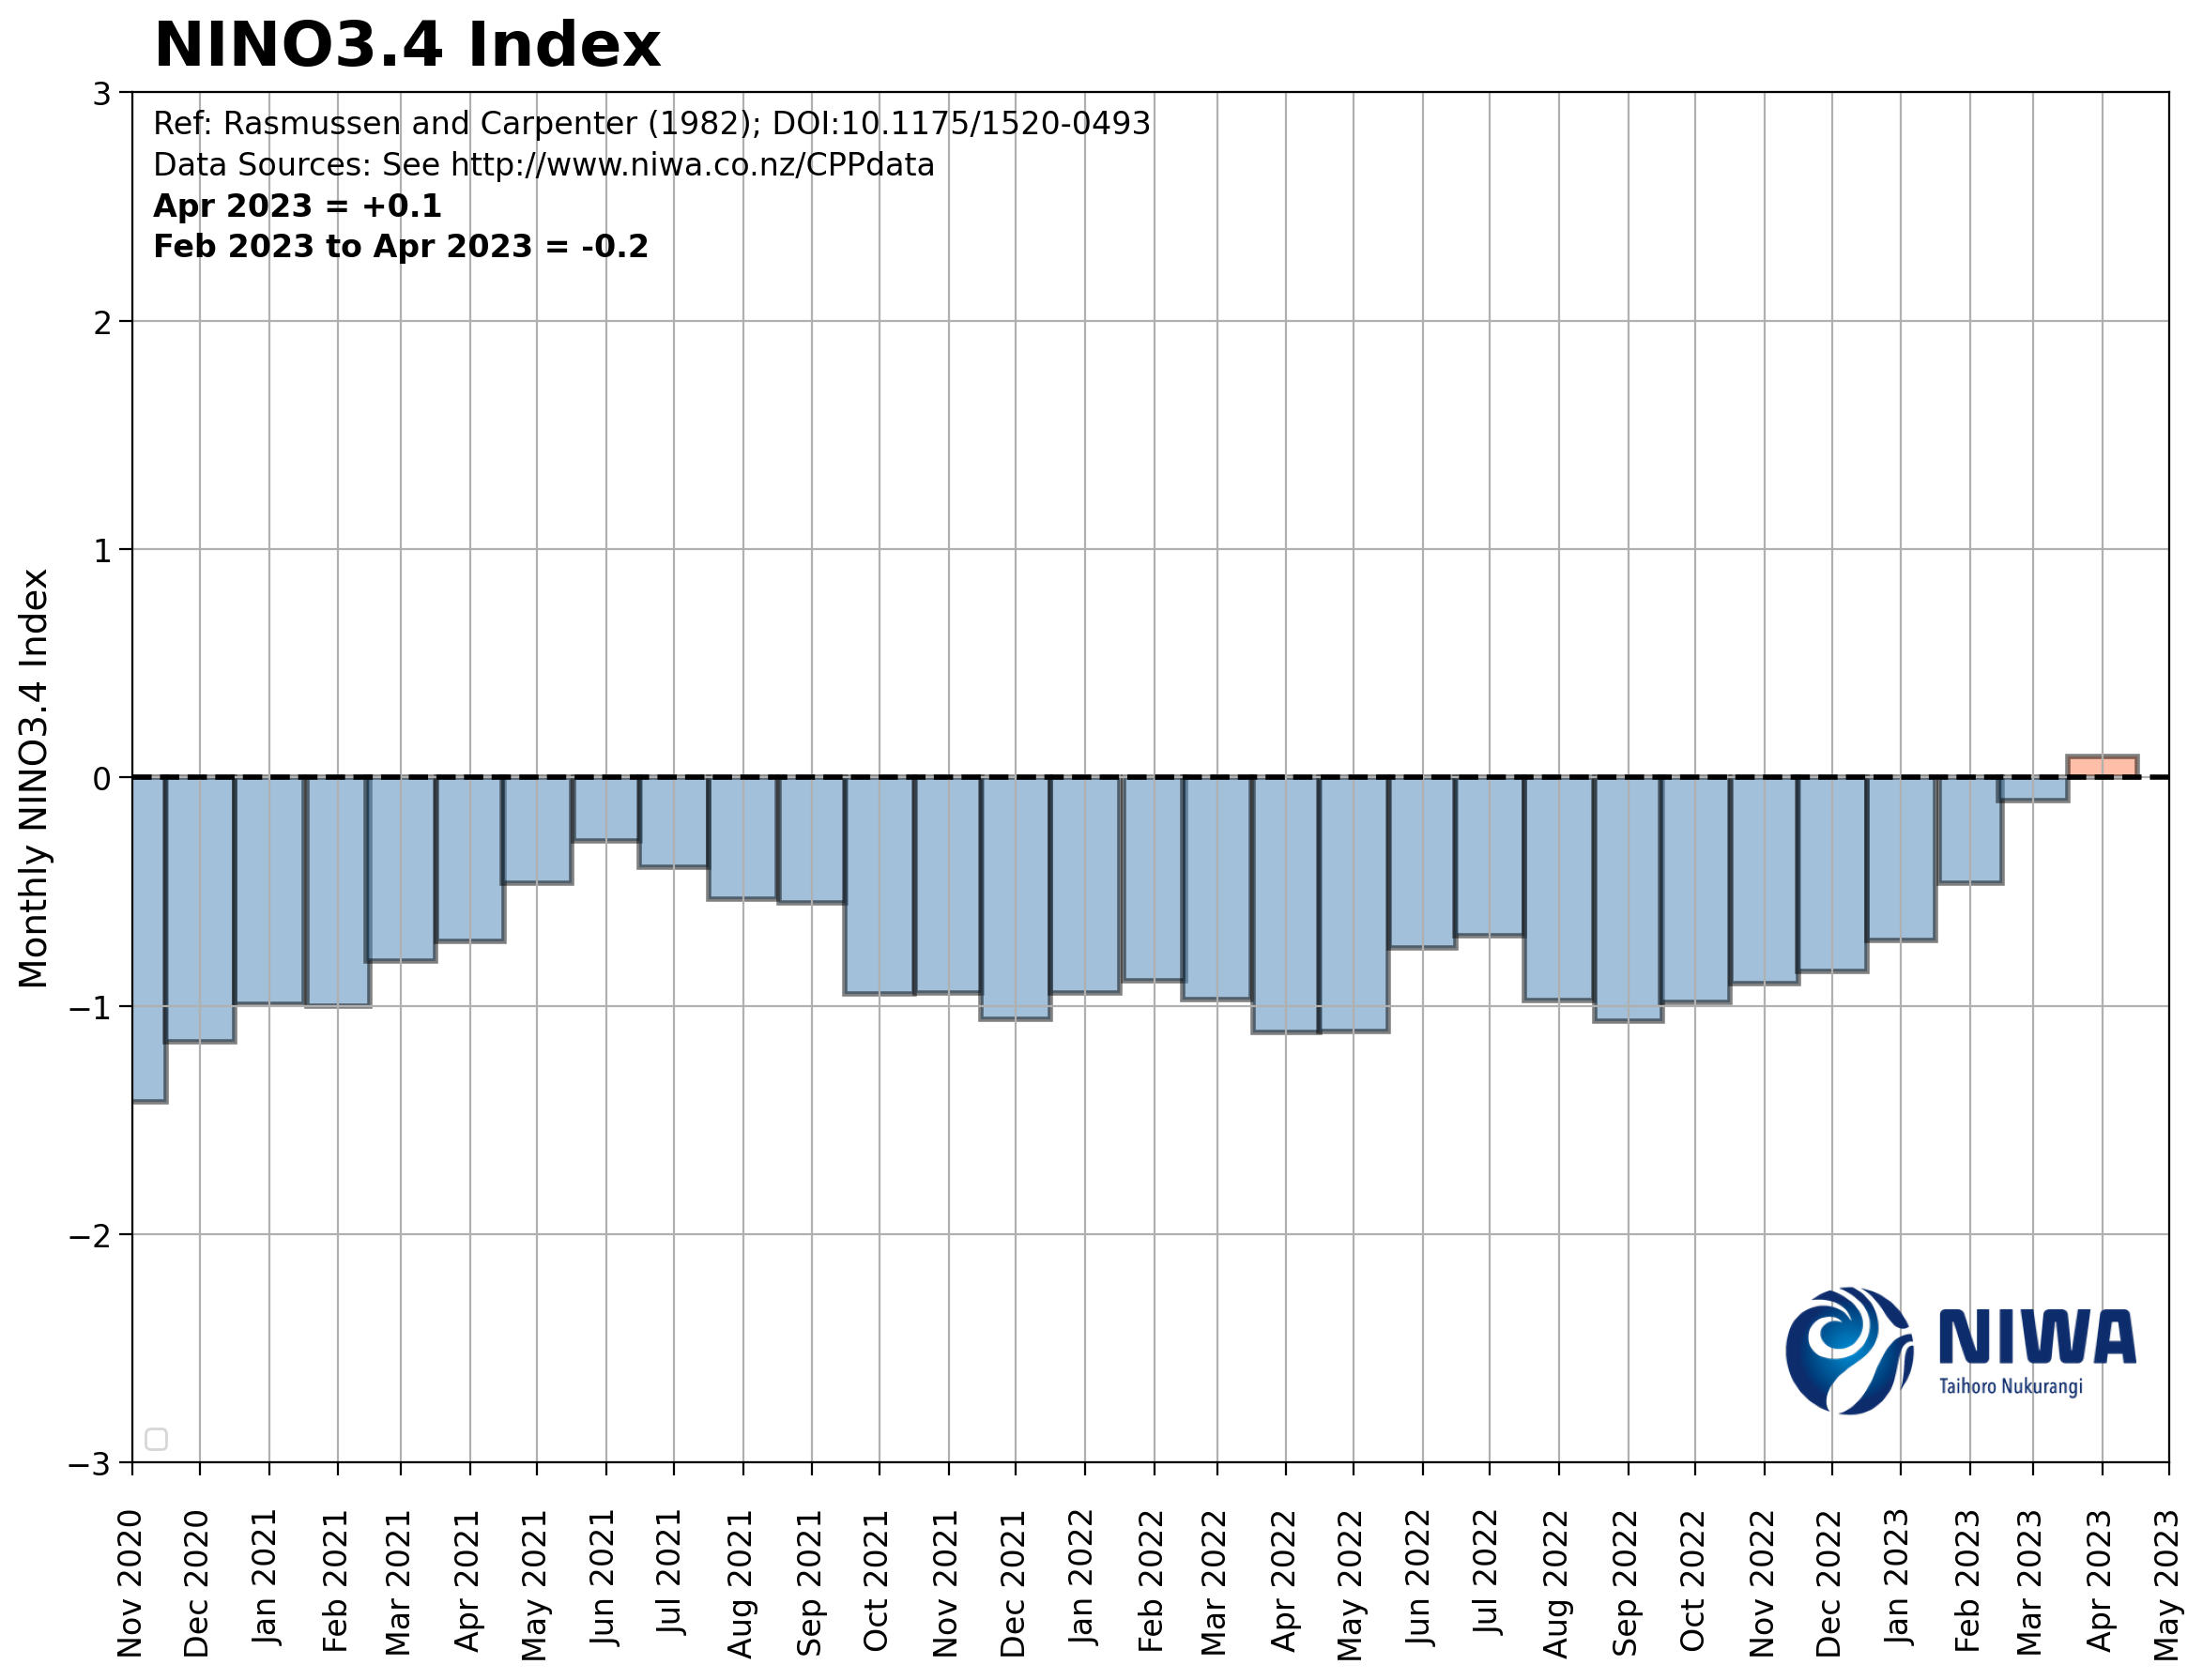 NINO3.4 Index
Ref: Rasmussen and Carpenter (1982); DOI:10.1175/1520-0493
Data Sources: See http://www.niwa.co.nz/CPPdata
Apr 2023 = +0.1
Feb 2023 to Apr 2023 = -0.2
Monthly NINO3.4 Index
3
2
1
0
−1
−2
−3
NIWA
Taihoro Nukurangi
Nov 2020
Dec 2020
Jan 2021
Feb 2021
Mar 2021
Apr 2021
May 2021
Jun 2021
Jul 2021
Aug 2021
Sep 2021
Oct 2021
Nov 2021
Dec 2021
Jan 2022
Feb 2022
Mar 2022
Apr 2022
May 2022
Jun 2022
Jul 2022
Aug 2022
Sep 2022
Oct 2022
Nov 2022
Dec 2022
Jan 2023
Feb 2023
Mar 2023
Apr 2023
May 2023